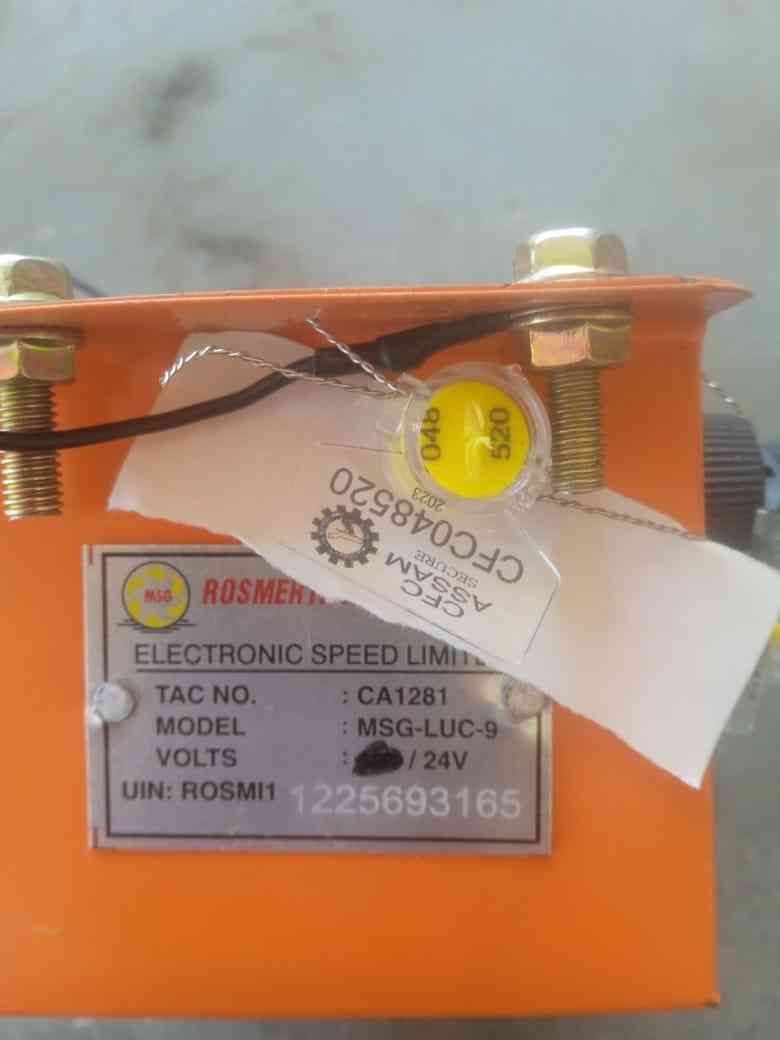 048
520
CFC048520
2023
CFC
ASSAM
SECURE
MSG
ELECTRONIC SPEED
TAC NO. : CA1281
MODEL : MSG-LUC-9
VOLTS : / 24V
UIN: ROSMI1 1225693165